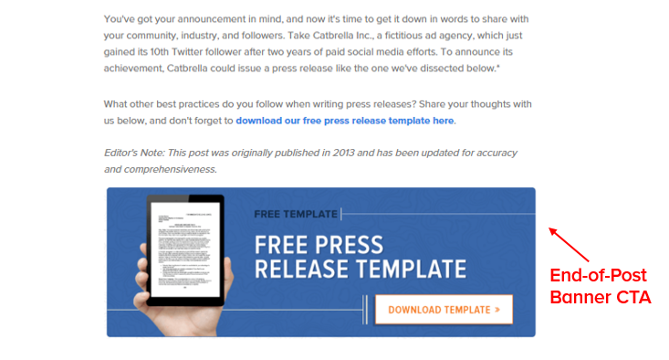 You've got your announcement in mind, and now it's time to get it down in words to share with
your community, industry, and followers. Take Catbrella Inc., a fictitious ad agency, which just
gained its 10th Twitter follower after two years of paid social media efforts. To announce its
achievement, Catbrella could issue a press release like the one we've dissected below.*
What other best practices do you follow when writing press releases? Share your thoughts with
us below, and don't forget to download our free press release template here.
Editor's Note: This post was originally published in 2013 and has been updated for accuracy
and comprehensiveness.
FREE TEMPLATE
FREE PRESS
RELEASE TEMPLATE
DOWNLOAD TEMPLATE »
End-of-Post
Banner CTA